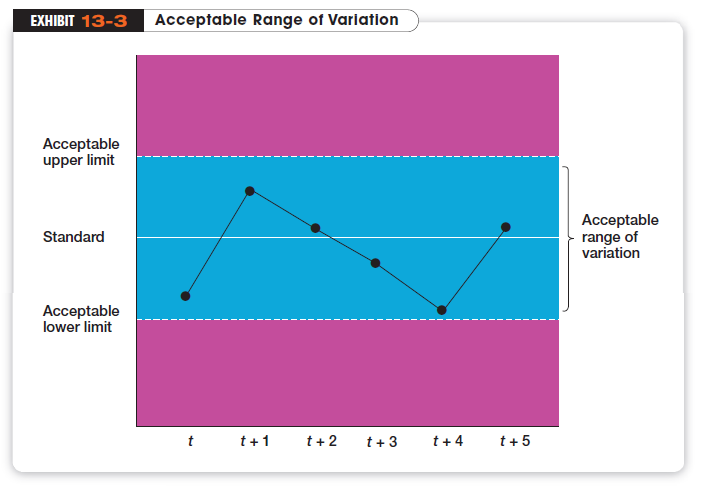 EXHIBIT 13-3 Acceptable Range of Variation
Acceptable
upper limit
Standard
Acceptable
lower limit
Acceptable
range of
variation
t t + 1 t + 2 t + 3 t + 4 t + 5